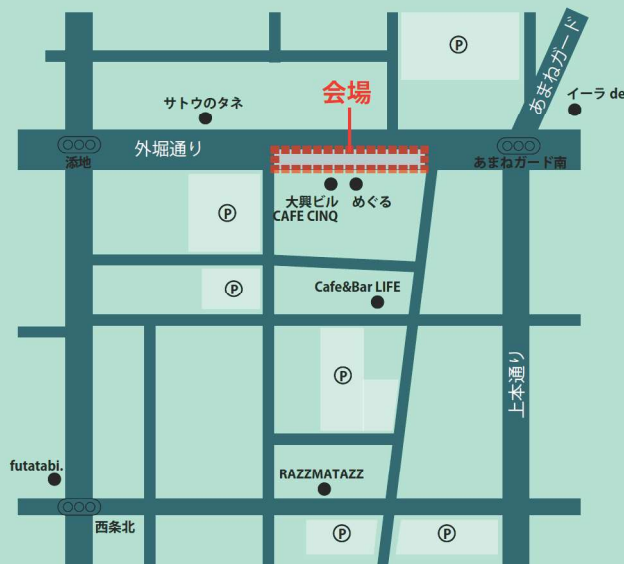 Ⓟ
あまねガード
イーラ de
会場
サトウのタネ
外堀通り
添地
あまねガード南
大興ビル
CAFE CINQ
めぐる
Ⓟ
Ⓟ
Cafe&Bar LIFE
Ⓟ
上本通り
futatabi.
RAZZMATAZZ
西条北
Ⓟ
Ⓟ